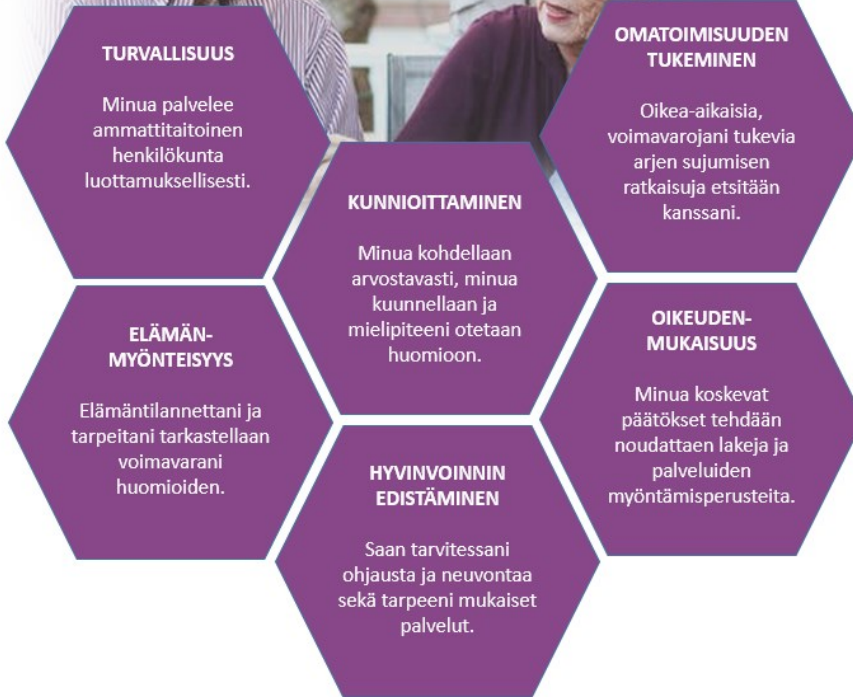 TURVALLISUUS
Minua palvelee
ammattitaitoinen
henkilökunta
luottamuksellisesti.
OMATOIMISUUDEN
TUKEMINEN
Oikea-aikaisia,
voimavarojani tukevia
arjen sujumisen
ratkaisuja etsitään
kanssani.
KUNNIOITTAMINEN
Minua kohdellaan
arvostavasti, minua
kuunnellaan ja
mielipiteeni otetaan
huomioon.
ELÄMÄN-
MYÖNTEISYYS
Elämäntilannettani ja
tarpeitani tarkastellaan
voimavarani
huomioiden.
OIKEUDEN-
MUKAISUUS
Minua koskevat
päätökset tehdään
noudattaen lakeja ja
palveluiden
myöntämisperusteita.
HYVINVOINNIN
EDISTÄMINEN
Saan tarvitessani
ohjausta ja neuvontaa
sekä tarpeeni mukaiset
palvelut.